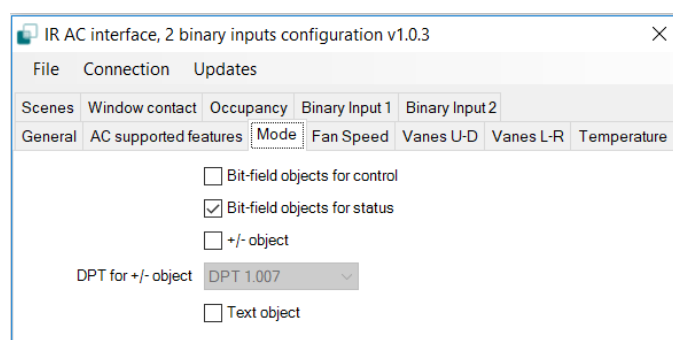 IR AC interface, 2 binary inputs configuration v1.0.3
File Connection Updates
Scenes Window contact Occupancy Binary Input 1 Binary Input 2
General AC supported features Mode Fan Speed Vanes U-D Vanes L-R Temperature
Bit-field objects for control
Bit-field objects for status
+/- object
DPT for +/- object DPT 1.007
Text object